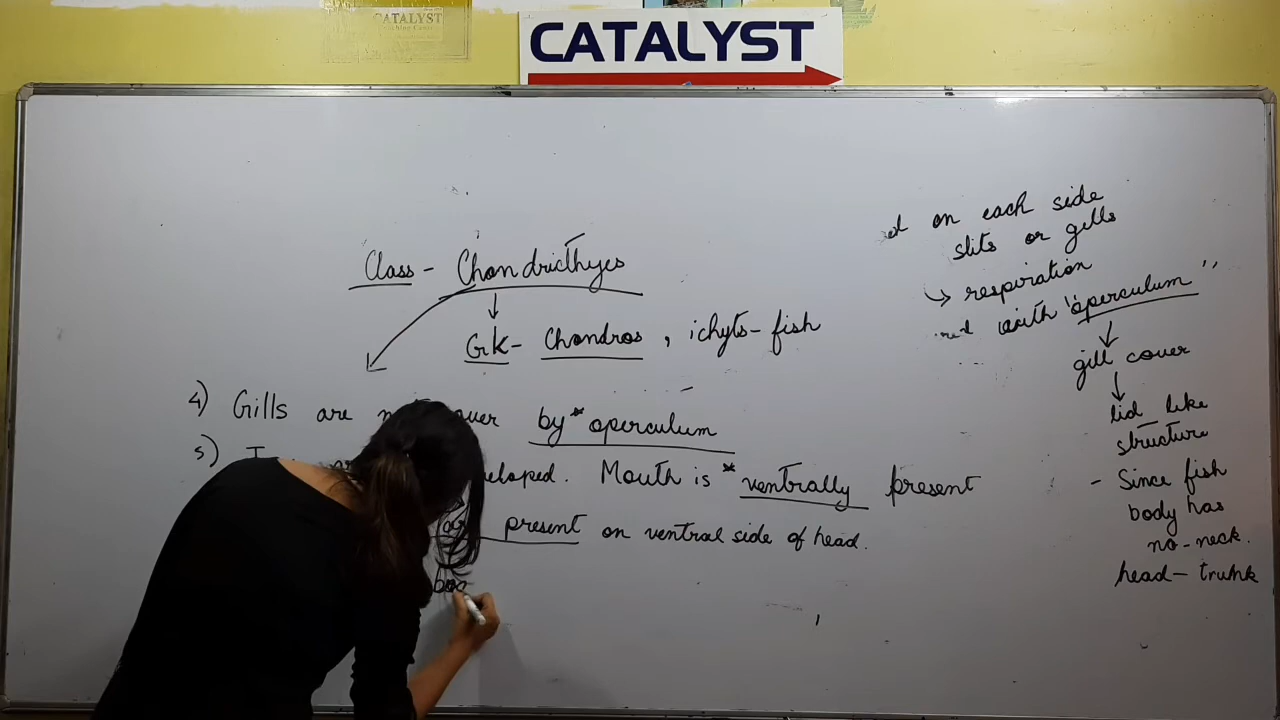 CATALYST
CATALYST
Class - Chondricthyes
Gk - Chondros, ichyts - fish
4) Gills are by * operculum
5) Mouth is * ventrally present
present on ventral side of head.
on each side
slits or gills
↳ respiration
with "operculum"
↓
gill cover
↓
lid like
structure
- Since fish
body has
no-neck.
head - trunk